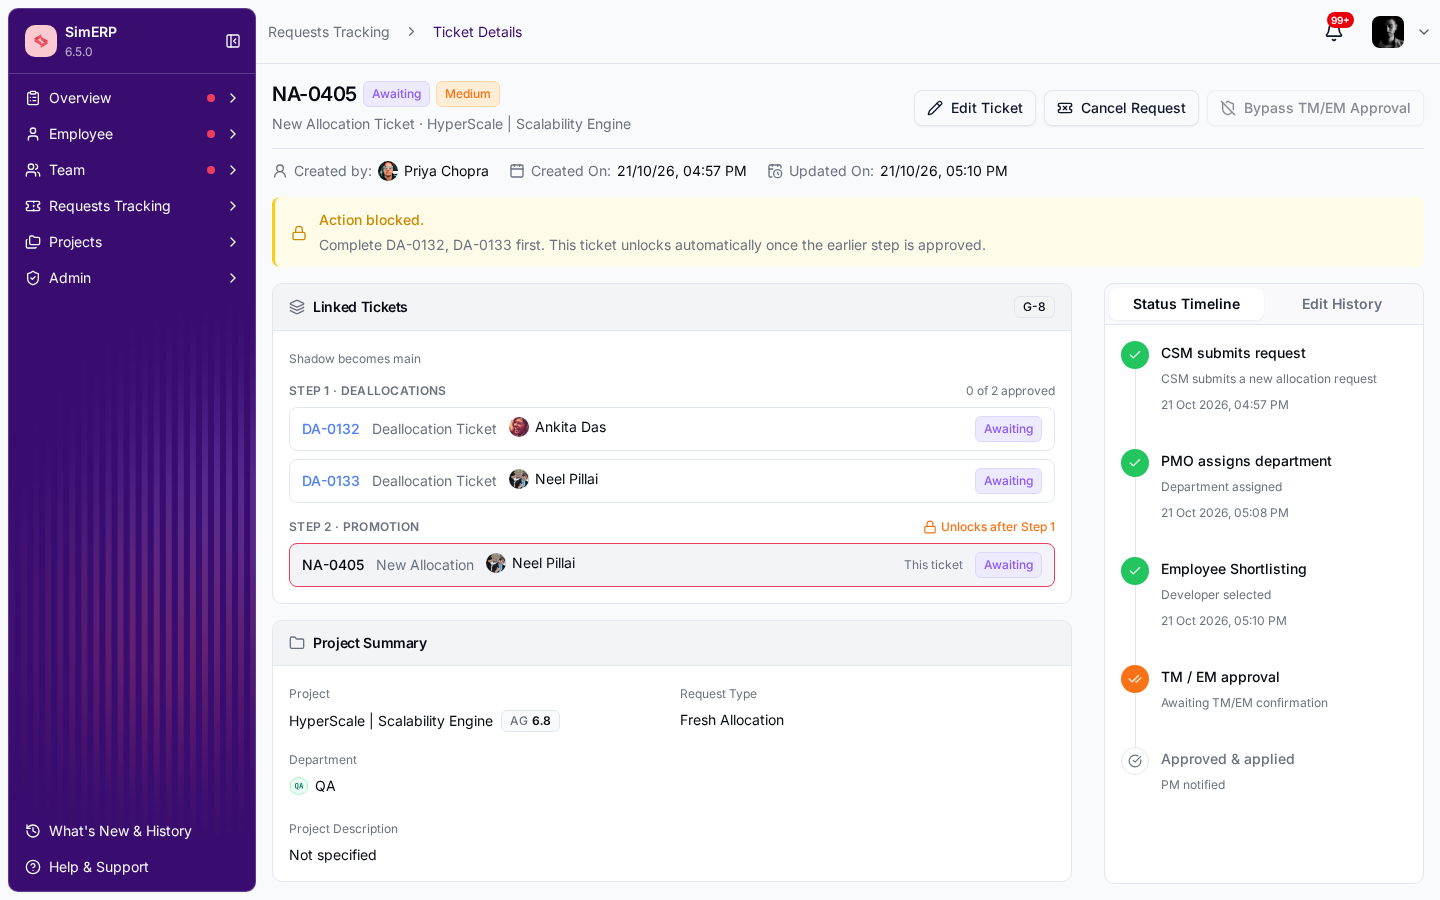 SimERP
6.5.0
Overview
Employee
Team
Requests Tracking
Projects
Admin
What's New & History
Help & Support
Requests Tracking
Ticket Details
99+
NA-0405
Awaiting
Medium
New Allocation Ticket · HyperScale | Scalability Engine
Edit Ticket
Cancel Request
Bypass TM/EM Approval
Created by: Priya Chopra
Created On: 21/10/26, 04:57 PM
Updated On: 21/10/26, 05:10 PM
Action blocked.
Complete DA-0132, DA-0133 first. This ticket unlocks automatically once the earlier step is approved.
Linked Tickets
G-8
Shadow becomes main
STEP 1 · DEALLOCATIONS
0 of 2 approved
DA-0132 Deallocation Ticket Ankita Das Awaiting
DA-0133 Deallocation Ticket Neel Pillai Awaiting
STEP 2 · PROMOTION
Unlocks after Step 1
NA-0405 New Allocation Neel Pillai This ticket Awaiting
Project Summary
Project
HyperScale | Scalability Engine AG 6.8
Request Type
Fresh Allocation
Department
QA QA
Project Description
Not specified
Status Timeline
Edit History
CSM submits request
CSM submits a new allocation request
21 Oct 2026, 04:57 PM
PMO assigns department
Department assigned
21 Oct 2026, 05:08 PM
Employee Shortlisting
Developer selected
21 Oct 2026, 05:10 PM
TM / EM approval
Awaiting TM/EM confirmation
Approved & applied
PM notified